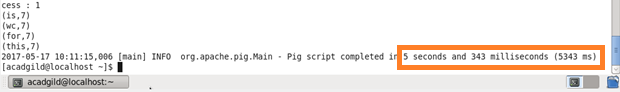 cess : 1
(is,7)
(wc,7)
(for,7)
(this,7)
2017-05-17 10:11:15,006 [main] INFO  org.apache.pig.Main - Pig script completed in 5 seconds and 343 milliseconds (5343 ms)
[acadgild@localhost ~]$
acadgild@localhost:~